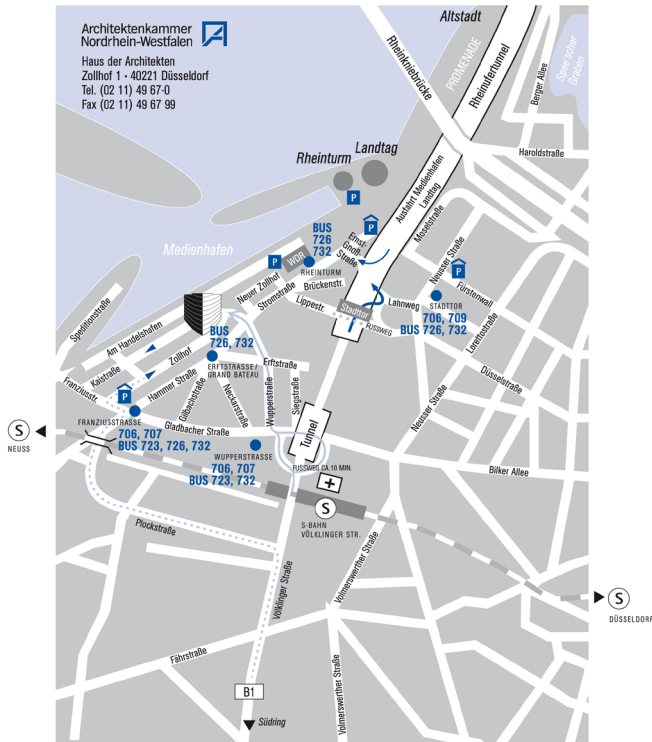 Architektenkammer
Nordrhein-Westfalen
Haus der Architekten
Zollhof 1 • 40221 Düsseldorf
Tel. (02 11) 49 67-0
Fax (02 11) 49 67 99
Altstadt
PROMENADE
Rheinkniebrücke
Rheinufertunnel
Berger Allee
Spee'scher
Graben
Haroldstraße
Landtag
Rheinturm
P
Ausfahrt Medienhafen
Landtag
Moselstraße
Medienhafen
BUS
726
732
P
Ernst-
Gnoß-
Straße
Neusser Straße
P
Fürstenwall
P
WDR
RHEINTURM
Neuer Zollhof
Stromstraße
Brückenstr.
Lippestr.
Stadttor
Lahnweg
STADTTOR
706, 709
BUS 726, 732
FUSSWEG
Lorettostraße
Speditionstraße
Am Handelshafen
BUS
726, 732
Zollhof
Kaistraße
Franziusstr.
P
Hammer Straße
ERFTSTRASSE/
GRAND BATEAU
Erftstraße
Gilbachstraße
Neckarstraße
Wupperstraße
Siegstraße
Düsselstraße
Neusser Straße
FRANZIUSSTRASSE
706, 707
BUS 723, 726, 732
Gladbacher Straße
Tunnel
S
NEUSS
WUPPERSTRASSE
706, 707
BUS 723, 732
FUSSWEG CA.10 MIN.
Bilker Allee
S
S-BAHN
VÖLKLINGER STR.
Plockstraße
Völklinger Straße
Volmerswerther Straße
S
DÜSSELDORF
Fährstraße
Volmerswerther Straße
B1
Südring